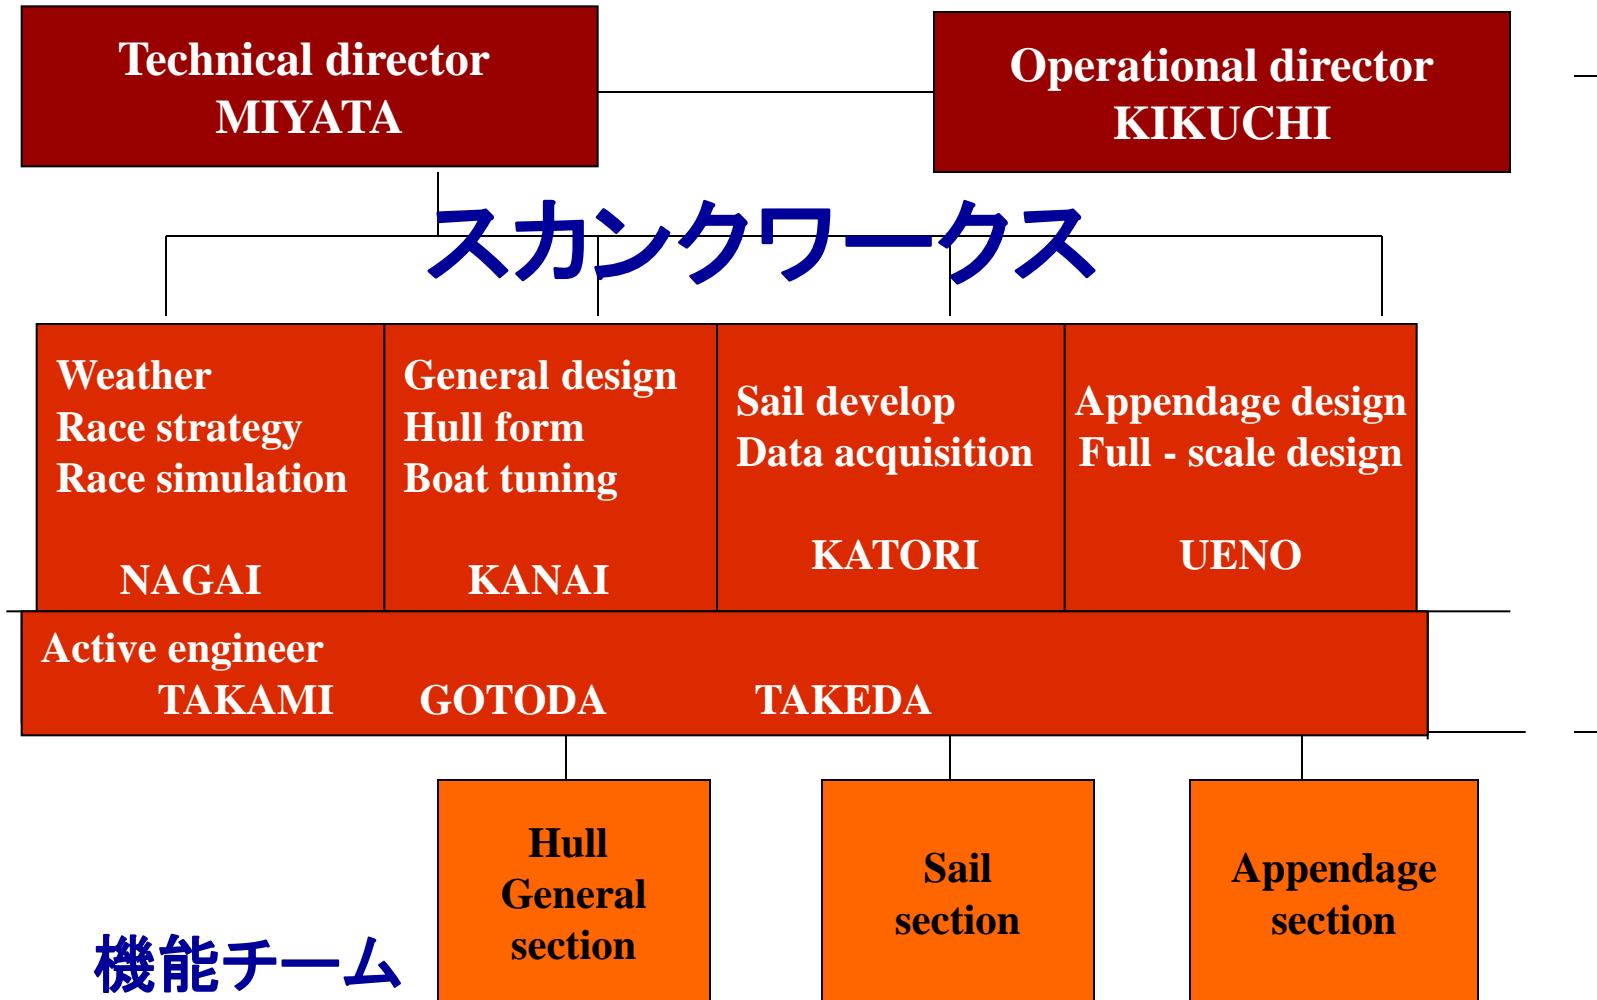 Technical director
MIYATA
Operational director
KIKUCHI
スカンクワークス
Weather
Race strategy
Race simulation
NAGAI
General design
Hull form
Boat tuning
KANAI
Sail develop
Data acquisition
KATORI
Appendage design
Full - scale design
UENO
Active engineer
TAKAMI GOTODA TAKEDA
Hull
General
section
Sail
section
Appendage
section
機能チーム